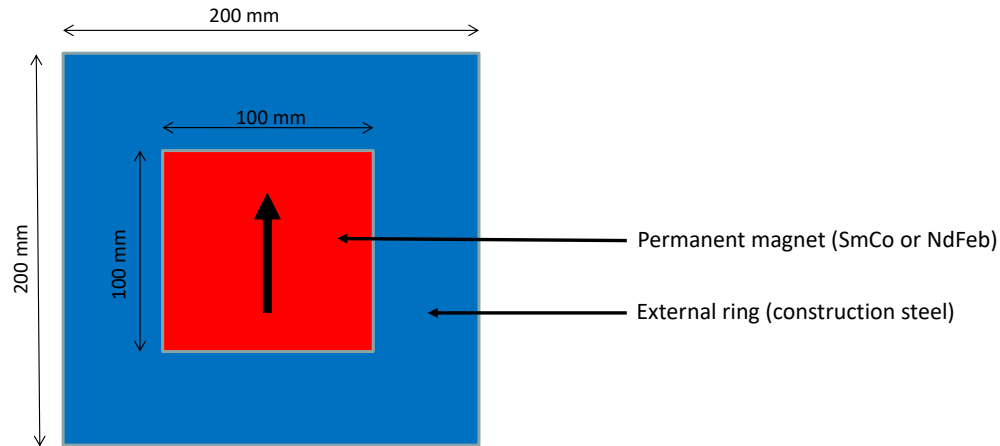 200 mm
100 mm
200 mm
100 mm
Permanent magnet (SmCo or NdFeb)
External ring (construction steel)